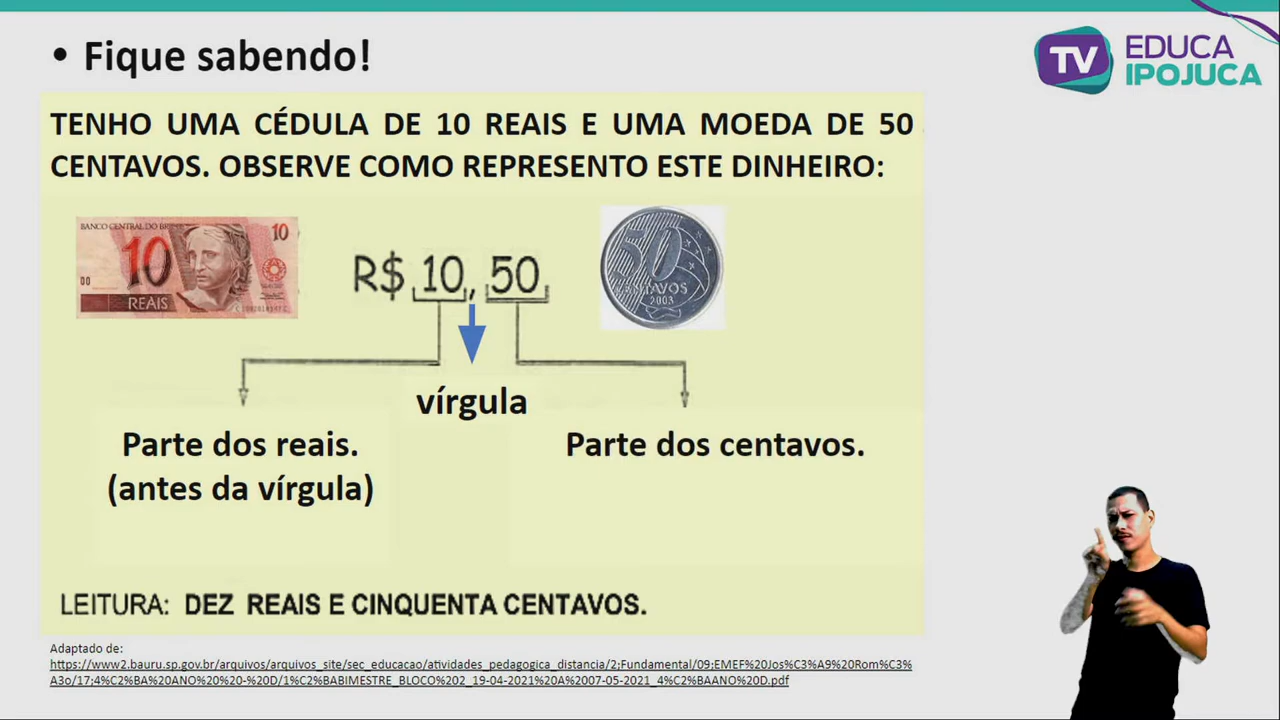 • Fique sabendo!
TV EDUCA
IPOJUCA
TENHO UMA CÉDULA DE 10 REAIS E UMA MOEDA DE 50
CENTAVOS. OBSERVE COMO REPRESENTO ESTE DINHEIRO:
BANCO CENTRAL DO BR
10
10
REAIS
R$ 10,50
50
CENTAVOS
2003
vírgula
Parte dos reais.
(antes da vírgula)
Parte dos centavos.
LEITURA: DEZ REAIS E CINQUENTA CENTAVOS.
Adaptado de:
https://www2.bauru.sp.gov.br/arquivos/arquivos_site/sec_educacao/atividades_pedagogica_distancia/2;Fundamental/09;EMEF%20Jos%C3%A9%20Rom%C3%
A3o/17;4%C2%BA%20ANO%20%20-%20D/1%C2%BABIMESTRE_BLOCO%202_19-04-2021%20A%2007-05-2021_4%C2%BAANO%20D.pdf